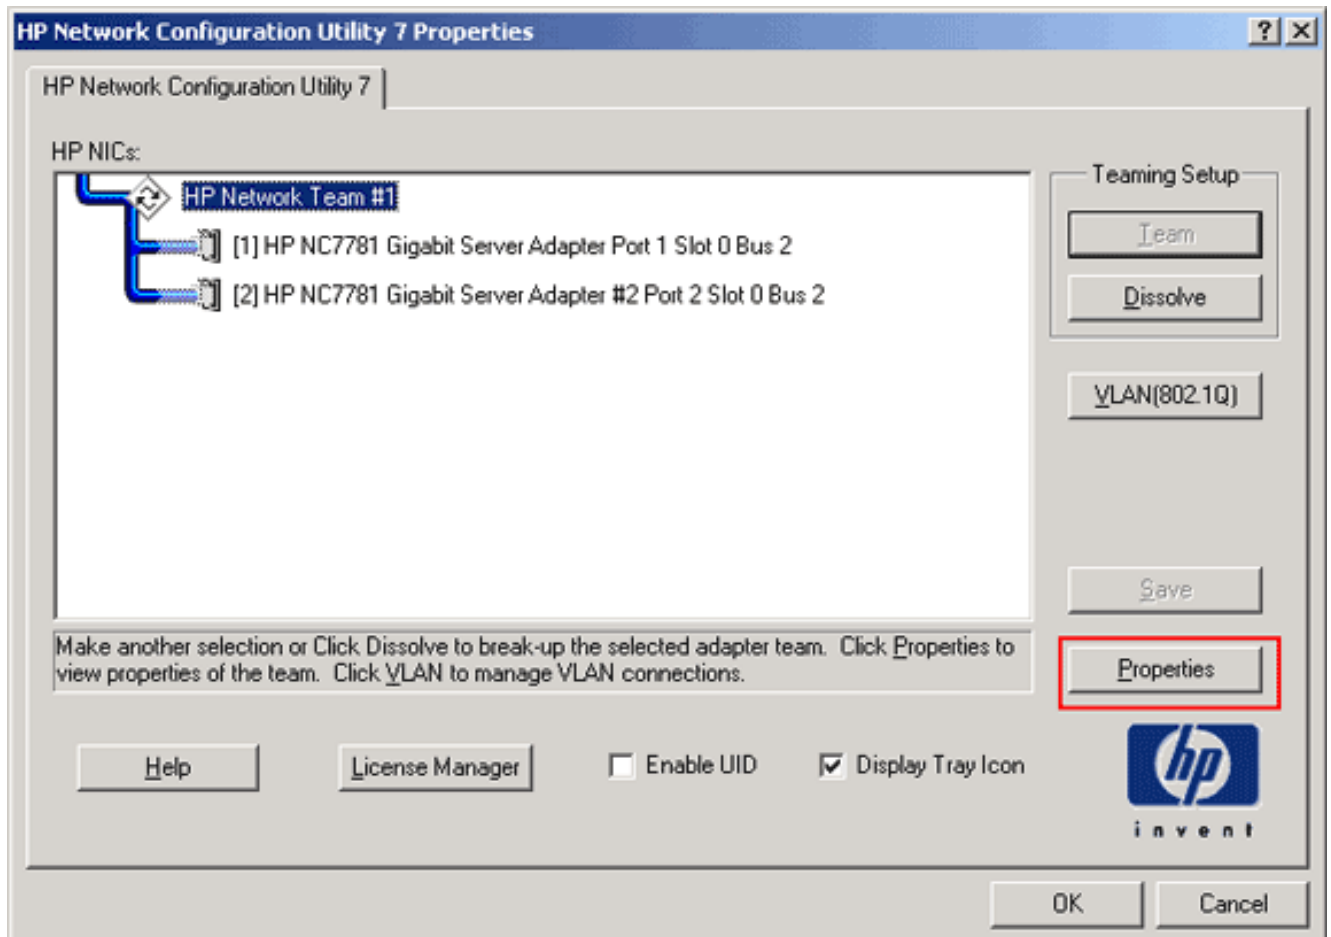 HP Network Configuration Utility 7 Properties
HP Network Configuration Utility 7
HP NICs:
HP Network Team #1
[1] HP NC7781 Gigabit Server Adapter Port 1 Slot 0 Bus 2
[2] HP NC7781 Gigabit Server Adapter #2 Port 2 Slot 0 Bus 2
Teaming Setup
Team
Dissolve
VLAN(802.1Q)
Save
Make another selection or Click Dissolve to break-up the selected adapter team. Click Properties to
view properties of the team. Click VLAN to manage VLAN connections.
Properties
Help
License Manager
Enable UID
Display Tray Icon
hp
invent
OK
Cancel